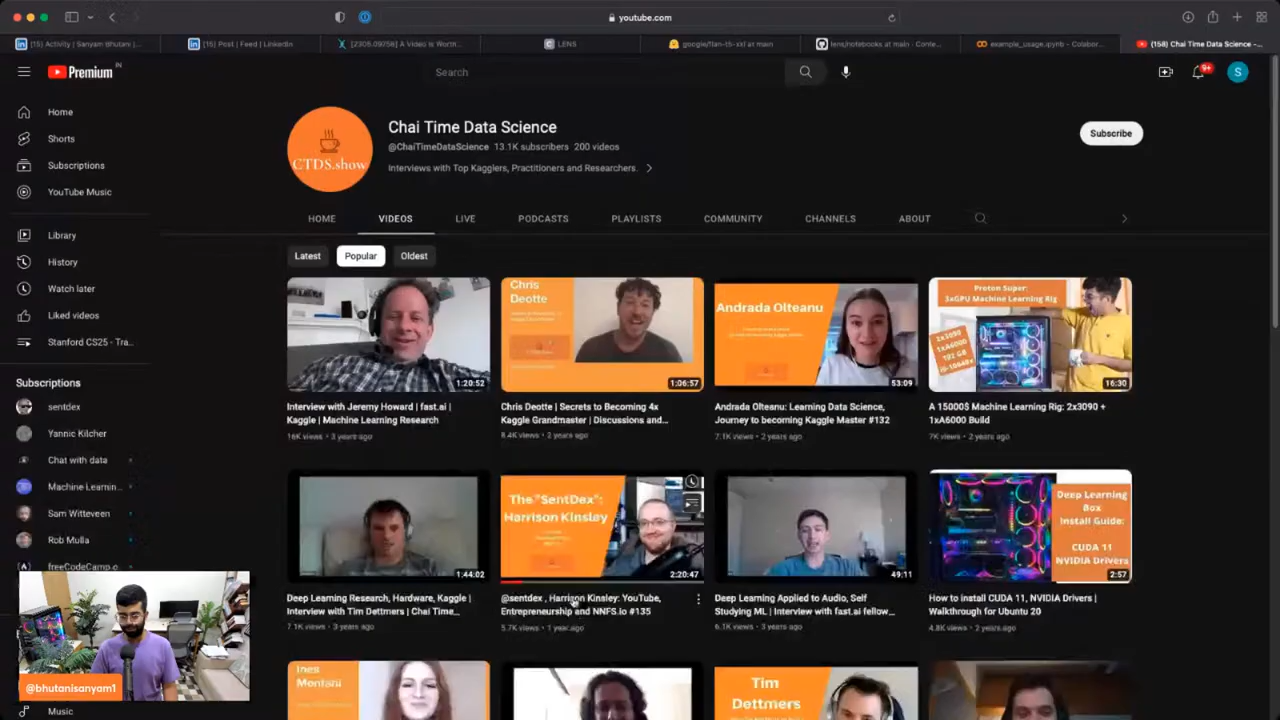 youtube.com
(15) Activity | Sanyam Bhutani |...
(15) Post | Feed | LinkedIn
[2305.09758] A Video is Worth...
LENS
google/flan-t5-xxl at main
lens/notebooks at main · Conte...
example_usage.ipynb - Colabor...
(158) Chai Time Data Science -...
Premium
IN
Search
9+
S
Home
Shorts
Subscriptions
YouTube Music
Library
History
Watch later
Liked videos
Stanford CS25 - Tra...
Subscriptions
sentdex
Yannic Kilcher
Chat with data
Machine Learnin...
Sam Witteveen
Rob Mulla
freeCodeCamp.o
Music
@bhutanisanyam1
CTDS.show
Chai Time Data Science
@ChaiTimeDataScience 13.1K subscribers 200 videos
Interviews with Top Kagglers, Practitioners and Researchers.
Subscribe
HOME
VIDEOS
LIVE
PODCASTS
PLAYLISTS
COMMUNITY
CHANNELS
ABOUT
Latest
Popular
Oldest
1:20:52
Interview with Jeremy Howard | fast.ai |
Kaggle | Machine Learning Research
16K views • 3 years ago
Chris
Deotte
1:06:57
Chris Deotte | Secrets to Becoming 4x
Kaggle Grandmaster | Discussions and...
8.4K views • 2 years ago
Andrada Olteanu
53:09
Andrada Olteanu: Learning Data Science,
Journey to becoming Kaggle Master #132
7.1K views • 2 years ago
Proton Super:
3xGPU Machine Learning Rig
2x3090
1xA6000
192 GB
16:30
A 15000$ Machine Learning Rig: 2x3090 +
1xA6000 Build
7K views • 2 years ago
1:44:02
Deep Learning Research, Hardware, Kaggle |
Interview with Tim Dettmers | Chai Time...
7.1K views • 3 years ago
The "SentDex":
Harrison Kinsley
2:20:47
@sentdex , Harrison Kinsley: YouTube,
Entrepreneurship and NNFS.io #135
5.7K views • 1 year ago
49:11
Deep Learning Applied to Audio, Self
Studying ML | Interview with fast.ai fellow...
6.1K views • 3 years ago
Deep Learning
Box
Install Guide:
CUDA 11
NVIDIA Drivers
2:57
How to install CUDA 11, NVIDIA Drivers |
Walkthrough for Ubuntu 20
4.8K views • 2 years ago
Ines
Montani
Tim
Dettmers